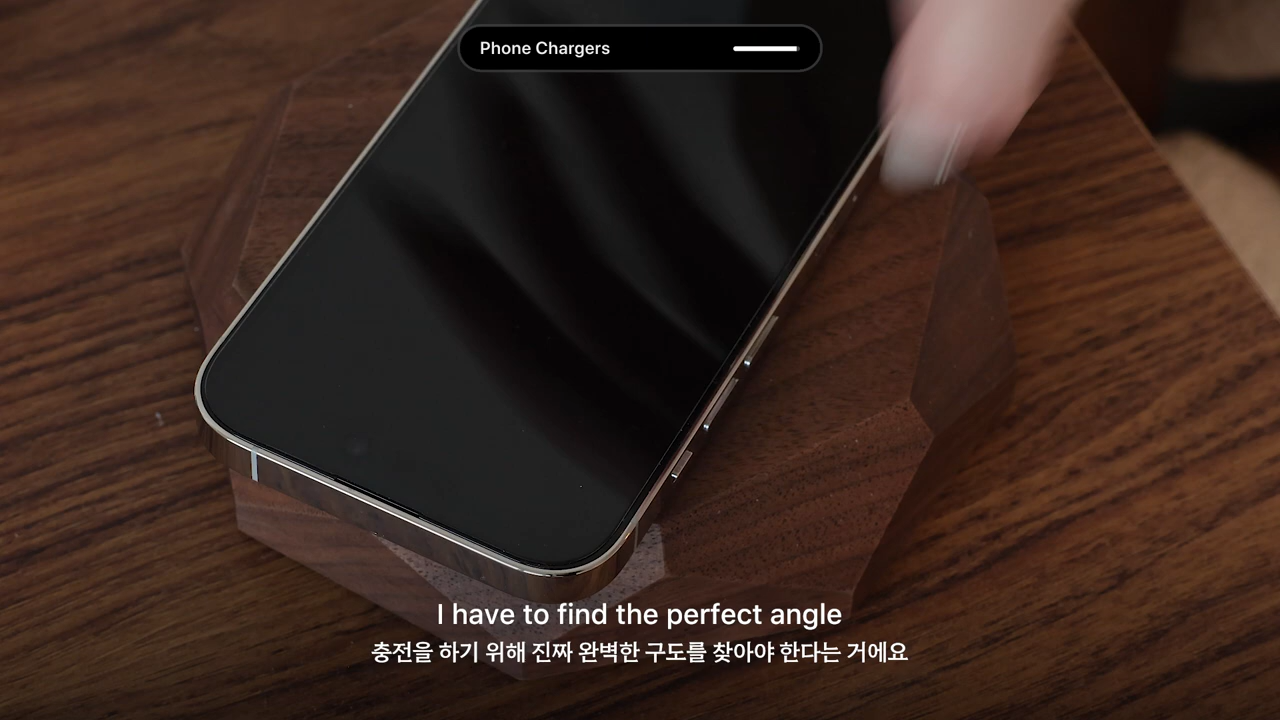 Phone Chargers
I have to find the perfect angle
충전을 하기 위해 진짜 완벽한 구도를 찾아야 한다는 거에요